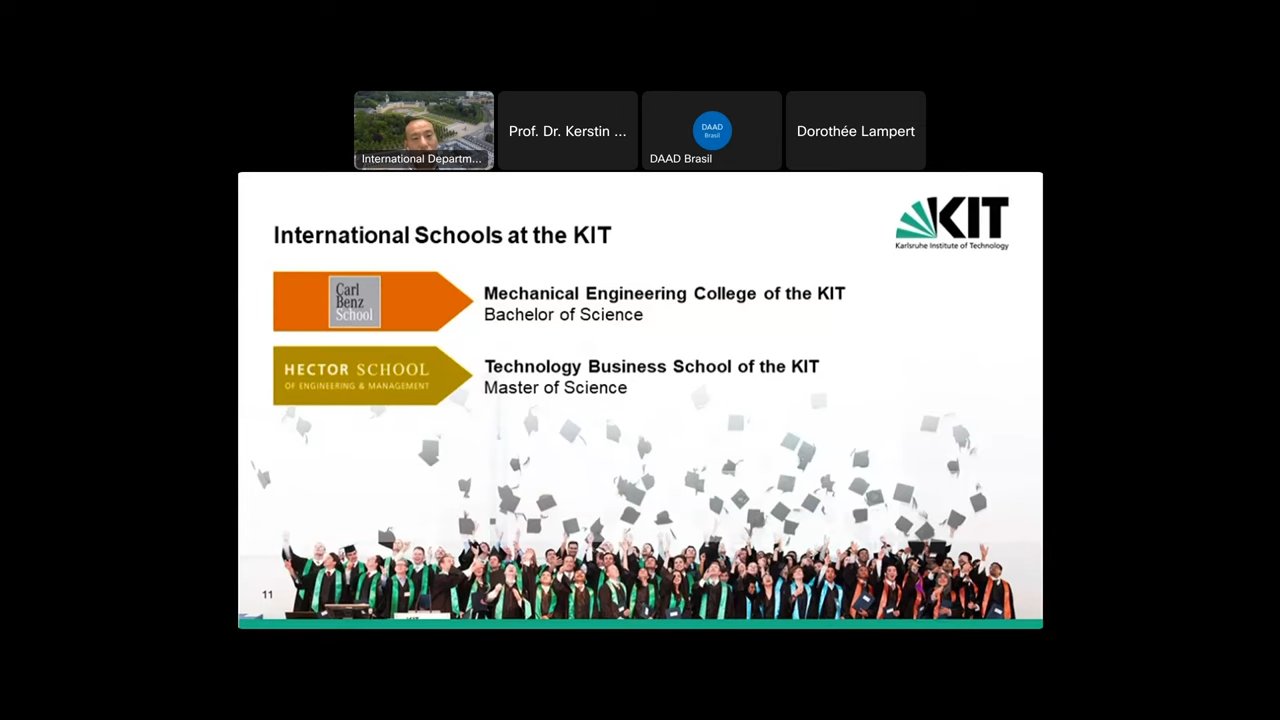 International Departm...
Prof. Dr. Kerstin ...
DAAD
Brasil
DAAD Brasil
Dorothée Lampert
KIT
Karlsruhe Institute of Technology
International Schools at the KIT
Carl
Benz
School
Mechanical Engineering College of the KIT
Bachelor of Science
HECTOR SCHOOL
OF ENGINEERING & MANAGEMENT
Technology Business School of the KIT
Master of Science
11